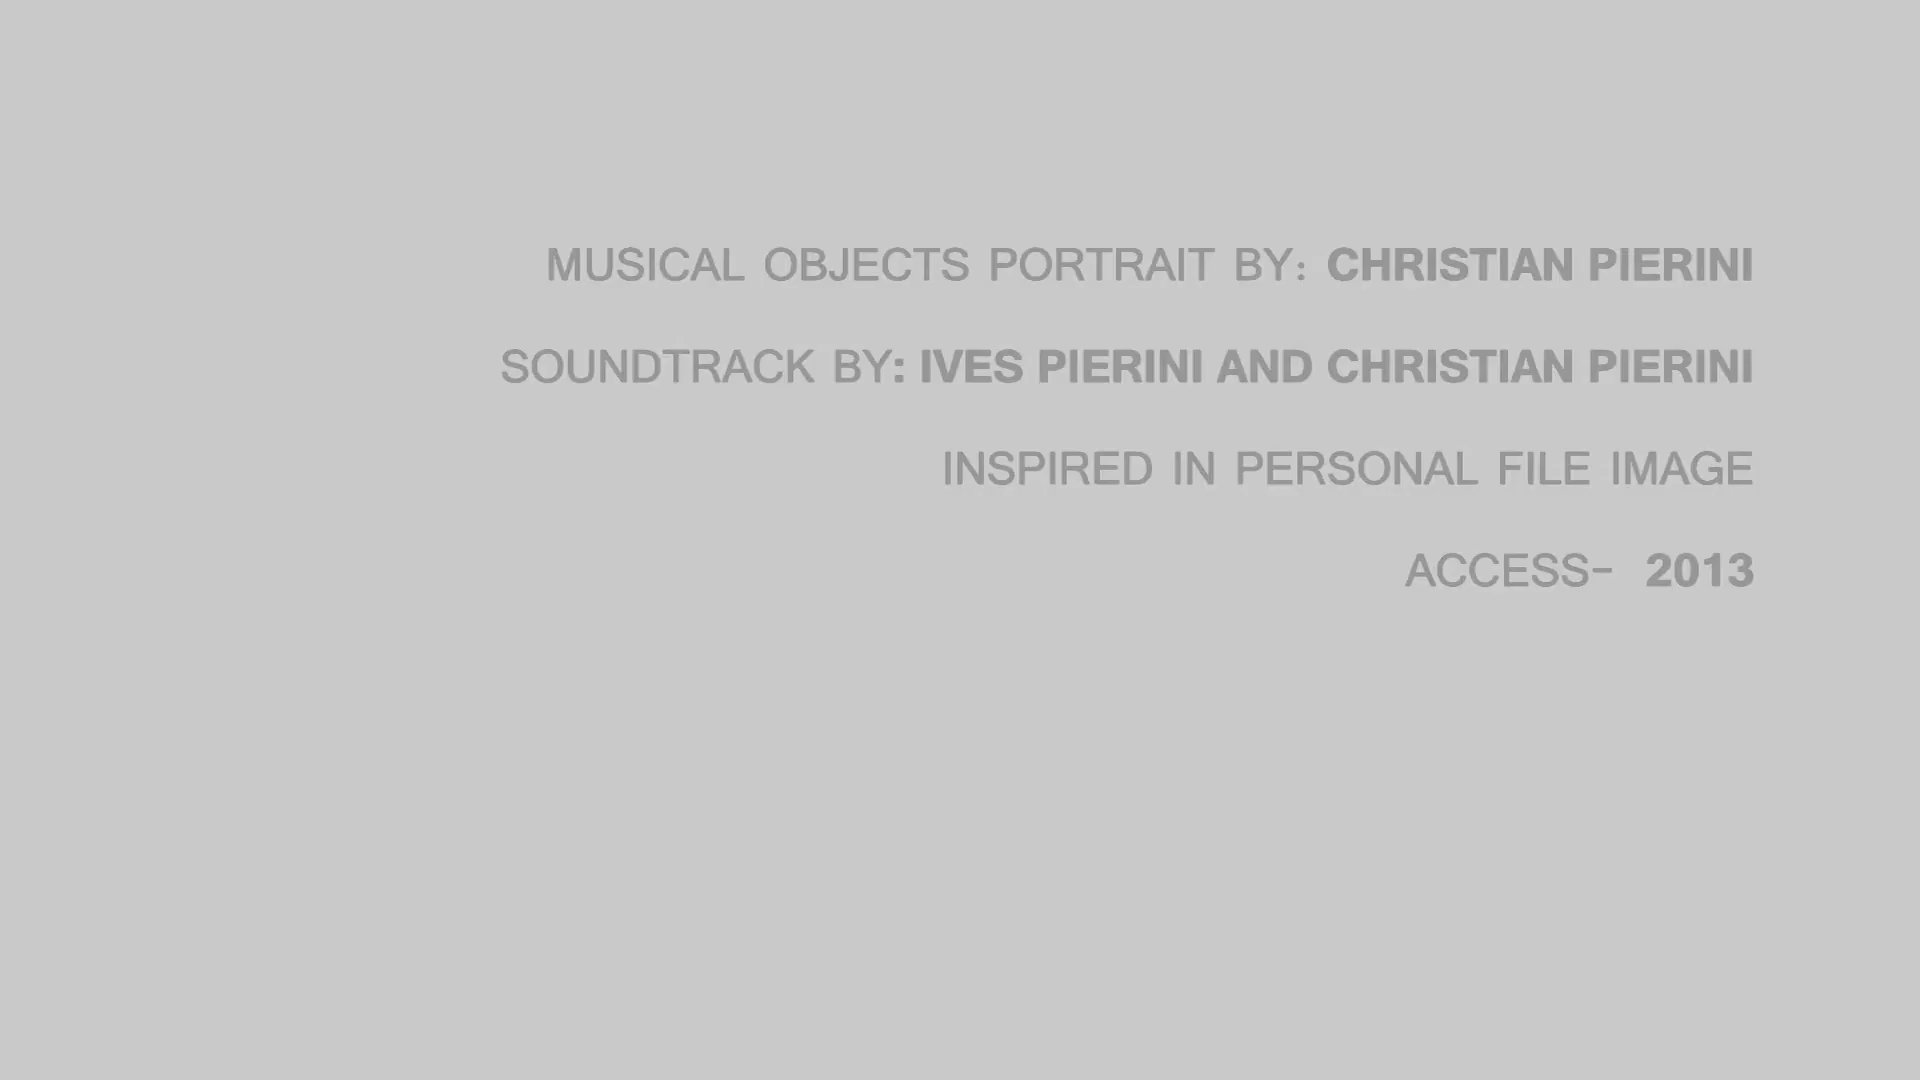 MUSICAL OBJECTS PORTRAIT BY: CHRISTIAN PIERINI
SOUNDTRACK BY: IVES PIERINI AND CHRISTIAN PIERINI
INSPIRED IN PERSONAL FILE IMAGE
ACCESS- 2013